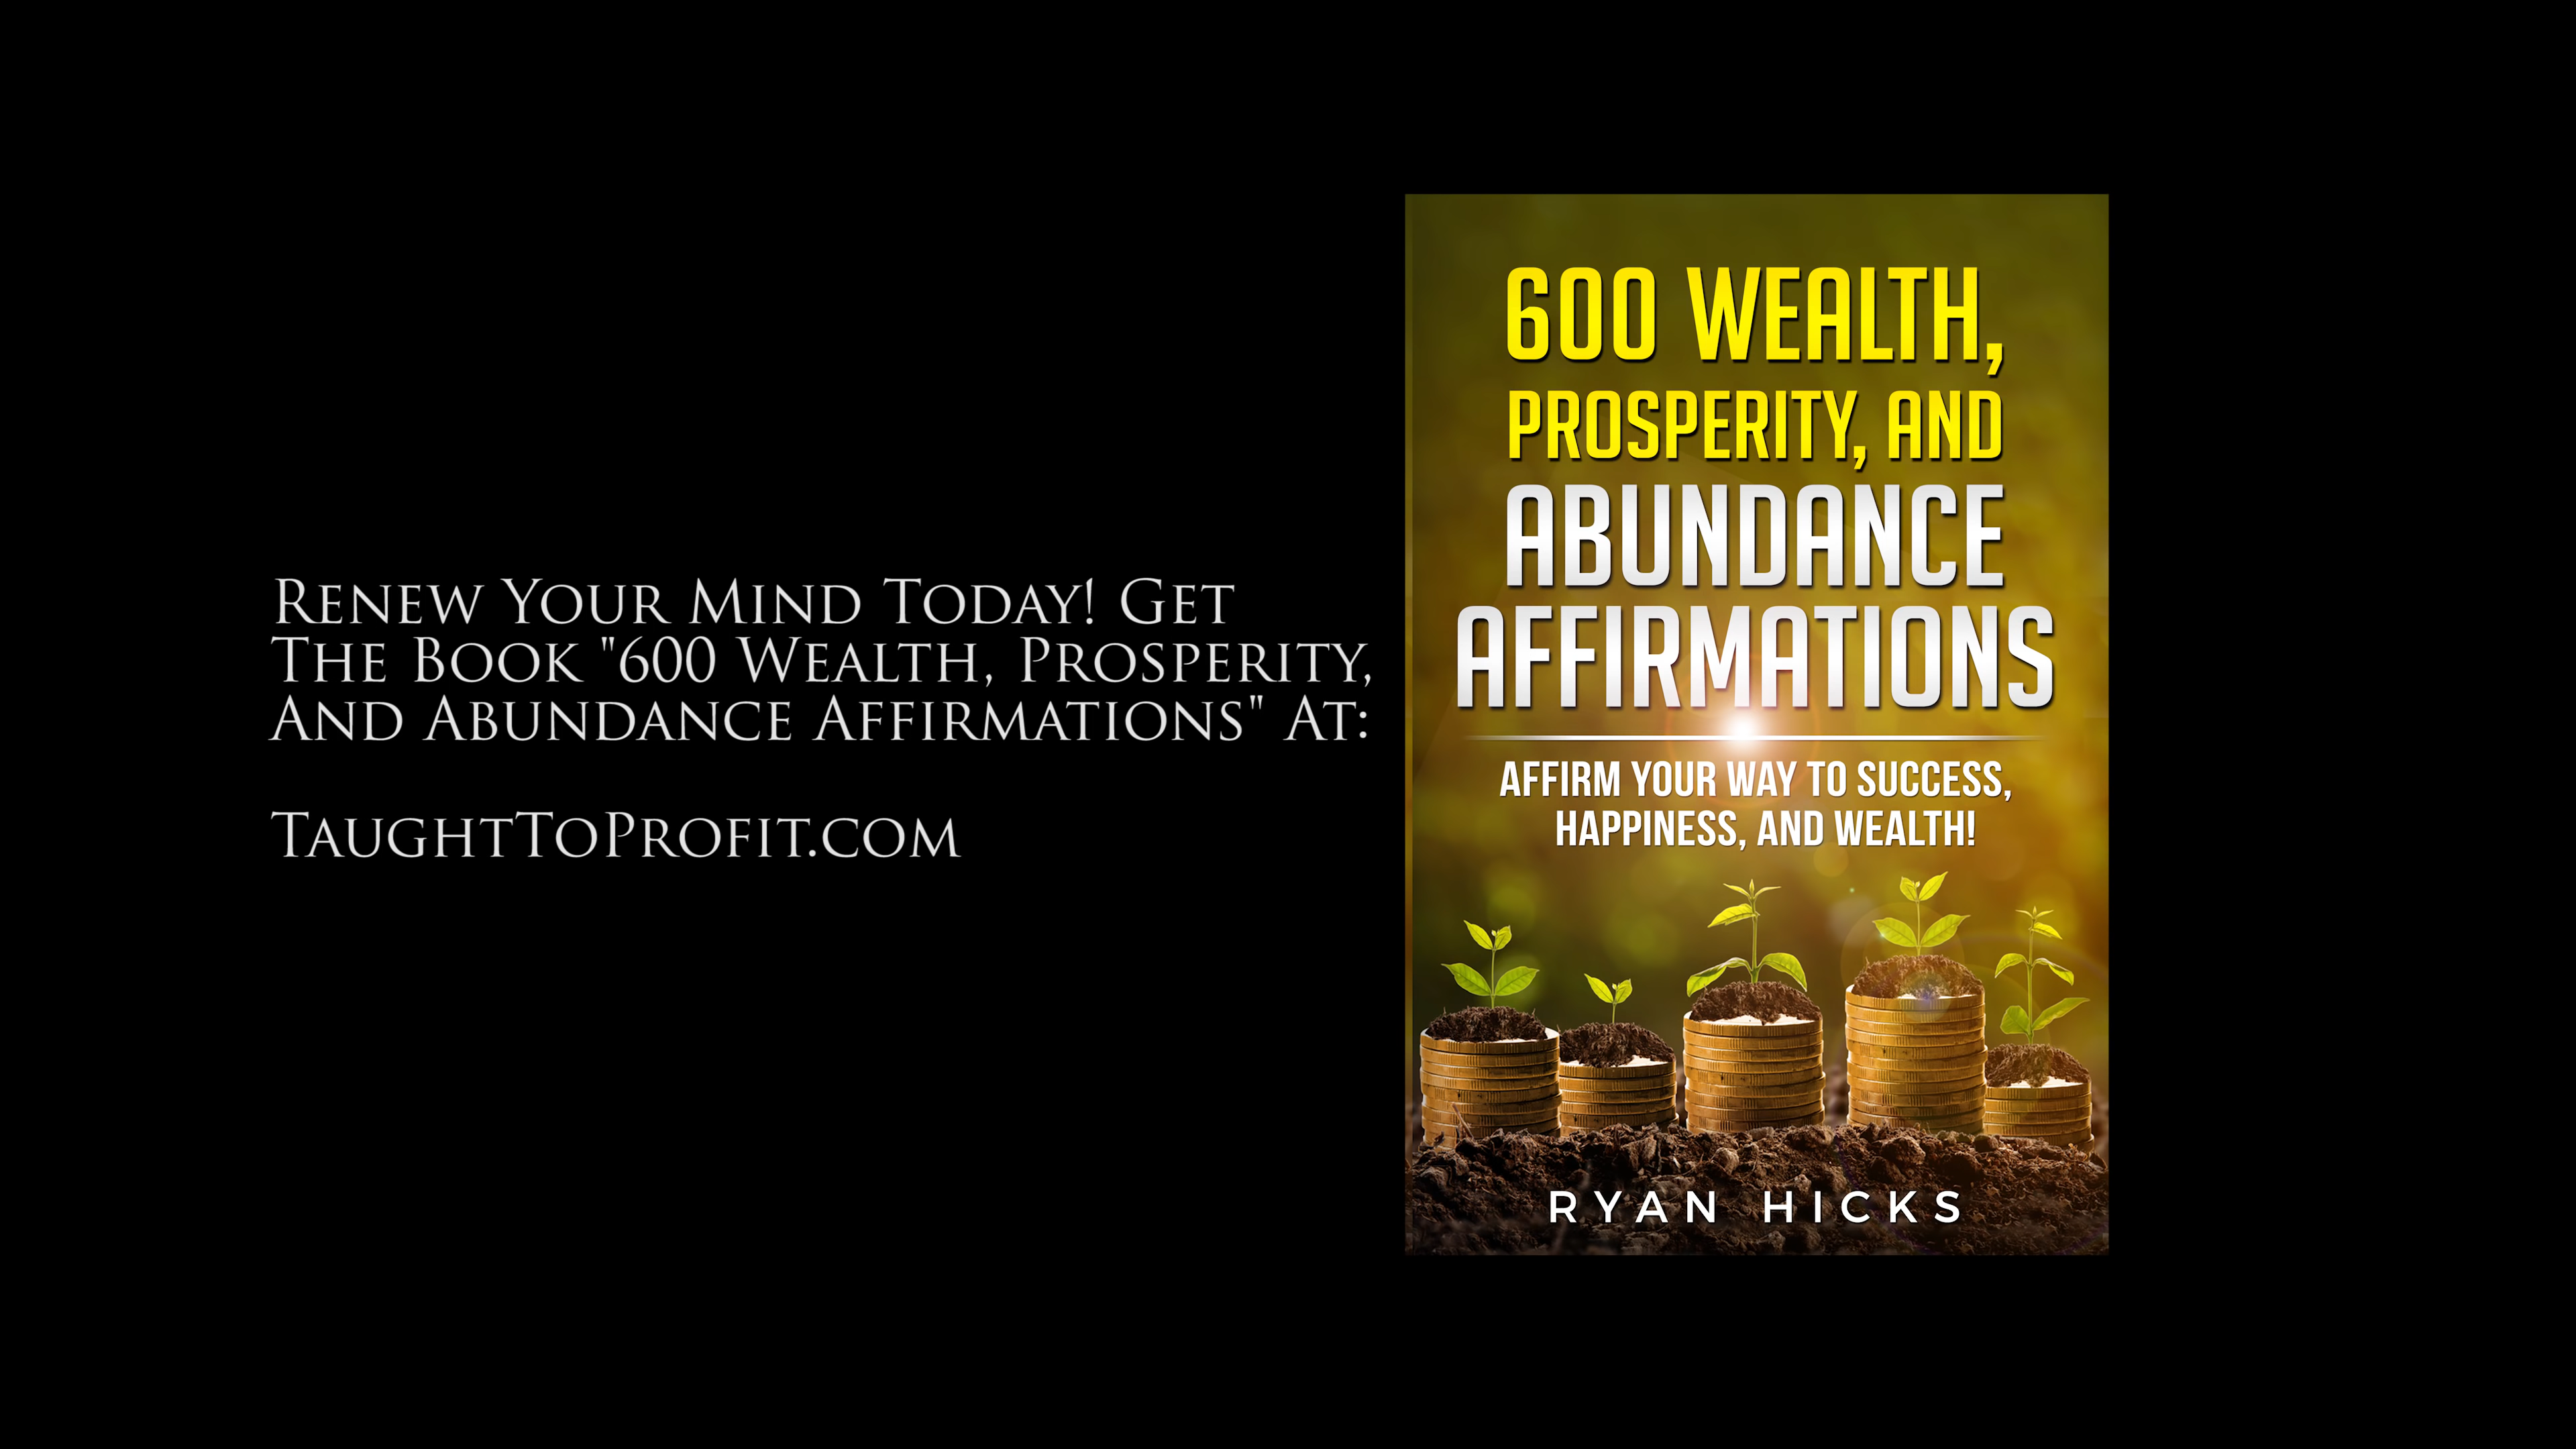 Renew Your Mind Today! Get
The Book "600 Wealth, Prosperity,
And Abundance Affirmations" At:
TaughtToProfit.com
600 WEALTH,
PROSPERITY, AND
ABUNDANCE
AFFIRMATIONS
AFFIRM YOUR WAY TO SUCCESS,
HAPPINESS, AND WEALTH!
RYAN HICKS